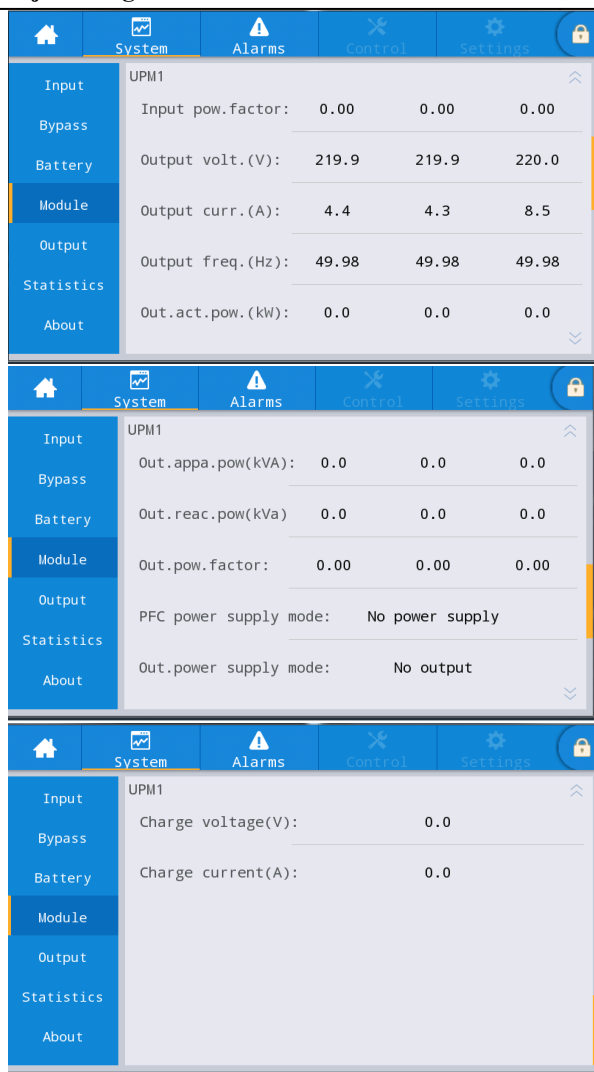 System Alarms Control Settings
Input
Bypass
Battery
Module
Output
Statistics
About
UPM1
Input pow.factor: 0.00 0.00 0.00
Output volt.(V): 219.9 219.9 220.0
Output curr.(A): 4.4 4.3 8.5
Output freq.(Hz): 49.98 49.98 49.98
Out.act.pow.(kW): 0.0 0.0 0.0
System Alarms Control Settings
Input
Bypass
Battery
Module
Output
Statistics
About
UPM1
Out.appa.pow(kVA): 0.0 0.0 0.0
Out.reac.pow(kVa) 0.0 0.0 0.0
Out.pow.factor: 0.00 0.00 0.00
PFC power supply mode: No power supply
Out.power supply mode: No output
System Alarms Control Settings
Input
Bypass
Battery
Module
Output
Statistics
About
UPM1
Charge voltage(V): 0.0
Charge current(A): 0.0